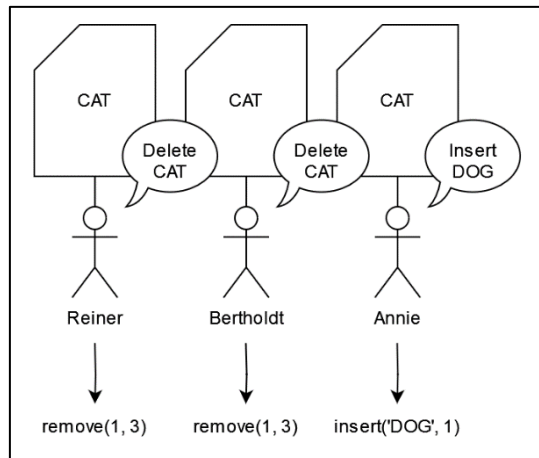 CAT
CAT
CAT
Delete
CAT
Delete
CAT
Insert
DOG
Reiner
Bertholdt
Annie
remove(1, 3)
remove(1, 3)
insert('DOG', 1)